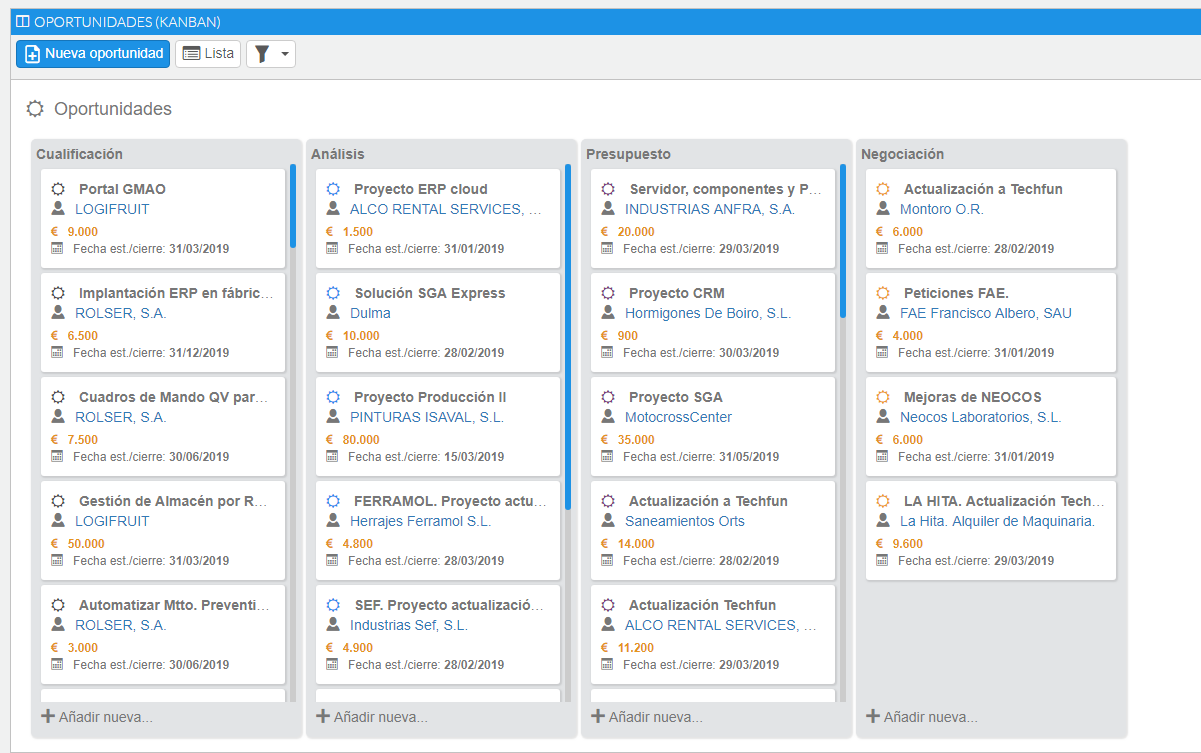 OPORTUNIDADES (KANBAN)
Nueva oportunidad
Lista
Oportunidades
Cualificación
Portal GMAO
LOGIFRUIT
€ 9.000
Fecha est./cierre: 31/03/2019
Implantación ERP en fábric...
ROLSER, S.A.
€ 6.500
Fecha est./cierre: 31/12/2019
Cuadros de Mando QV par...
ROLSER, S.A.
€ 7.500
Fecha est./cierre: 30/06/2019
Gestión de Almacén por R...
LOGIFRUIT
€ 50.000
Fecha est./cierre: 31/03/2019
Automatizar Mtto. Preventi...
ROLSER, S.A.
€ 3.000
Fecha est./cierre: 30/06/2019
Añadir nueva...
Análisis
Proyecto ERP cloud
ALCO RENTAL SERVICES, ...
€ 1.500
Fecha est./cierre: 31/01/2019
Solución SGA Express
Dulma
€ 10.000
Fecha est./cierre: 28/02/2019
Proyecto Producción II
PINTURAS ISAVAL, S.L.
€ 80.000
Fecha est./cierre: 15/03/2019
FERRAMOL. Proyecto actu...
Herrajes Ferramol S.L.
€ 4.800
Fecha est./cierre: 28/03/2019
SEF. Proyecto actualizació...
Industrias Sef, S.L.
€ 4.900
Fecha est./cierre: 28/02/2019
Añadir nueva...
Presupuesto
Servidor, componentes y P...
INDUSTRIAS ANFRA, S.A.
€ 20.000
Fecha est./cierre: 29/03/2019
Proyecto CRM
Hormigones De Boiro, S.L.
€ 900
Fecha est./cierre: 30/03/2019
Proyecto SGA
MotocrossCenter
€ 35.000
Fecha est./cierre: 31/05/2019
Actualización a Techfun
Saneamientos Orts
€ 14.000
Fecha est./cierre: 28/02/2019
Actualización Techfun
ALCO RENTAL SERVICES, ...
€ 11.200
Fecha est./cierre: 29/03/2019
Añadir nueva...
Negociación
Actualización a Techfun
Montoro O.R.
€ 6.000
Fecha est./cierre: 28/02/2019
Peticiones FAE.
FAE Francisco Albero, SAU
€ 4.000
Fecha est./cierre: 31/01/2019
Mejoras de NEOCOS
Neocos Laboratorios, S.L.
€ 6.000
Fecha est./cierre: 31/01/2019
LA HITA. Actualización Tech...
La Hita. Alquiler de Maquinaria.
€ 9.600
Fecha est./cierre: 29/03/2019
Añadir nueva...